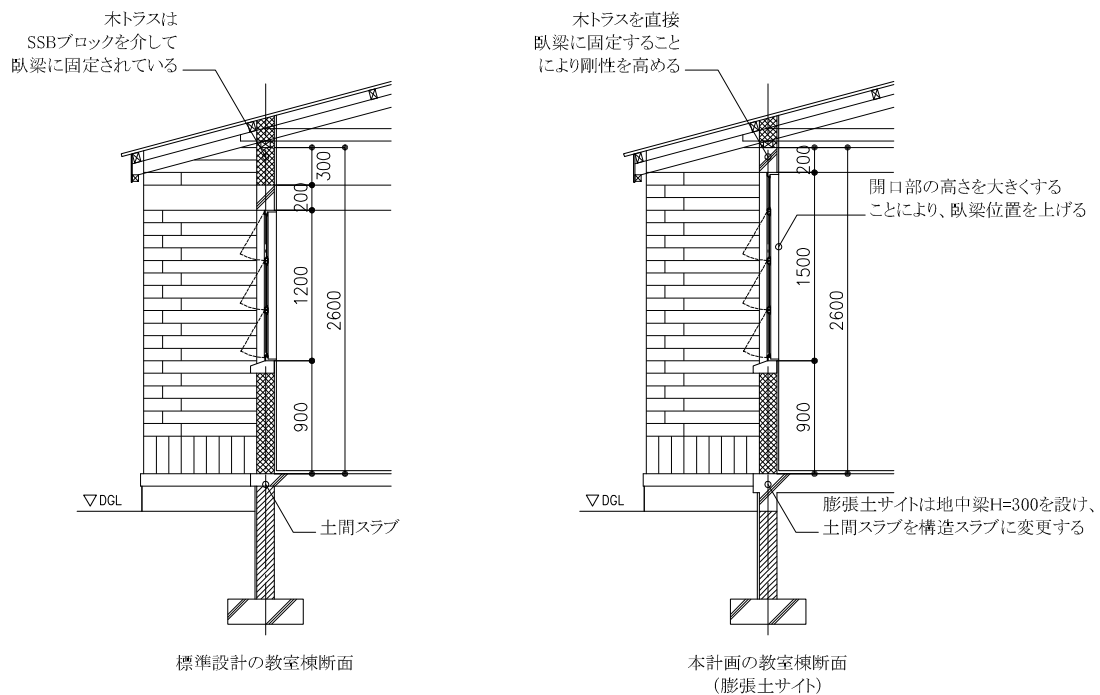 木トラスは
SSBブロックを介して
臥梁に固定されている
300
200
1200
2600
900
▽DGL
土間スラブ
標準設計の教室棟断面
木トラスを直接
臥梁に固定すること
により剛性を高める
200
開口部の高さを大きくする
ことにより、臥梁位置を上げる
1500
2600
900
▽DGL
膨張土サイトは地中梁H=300を設け、
土間スラブを構造スラブに変更する
本計画の教室棟断面
(膨張土サイト)